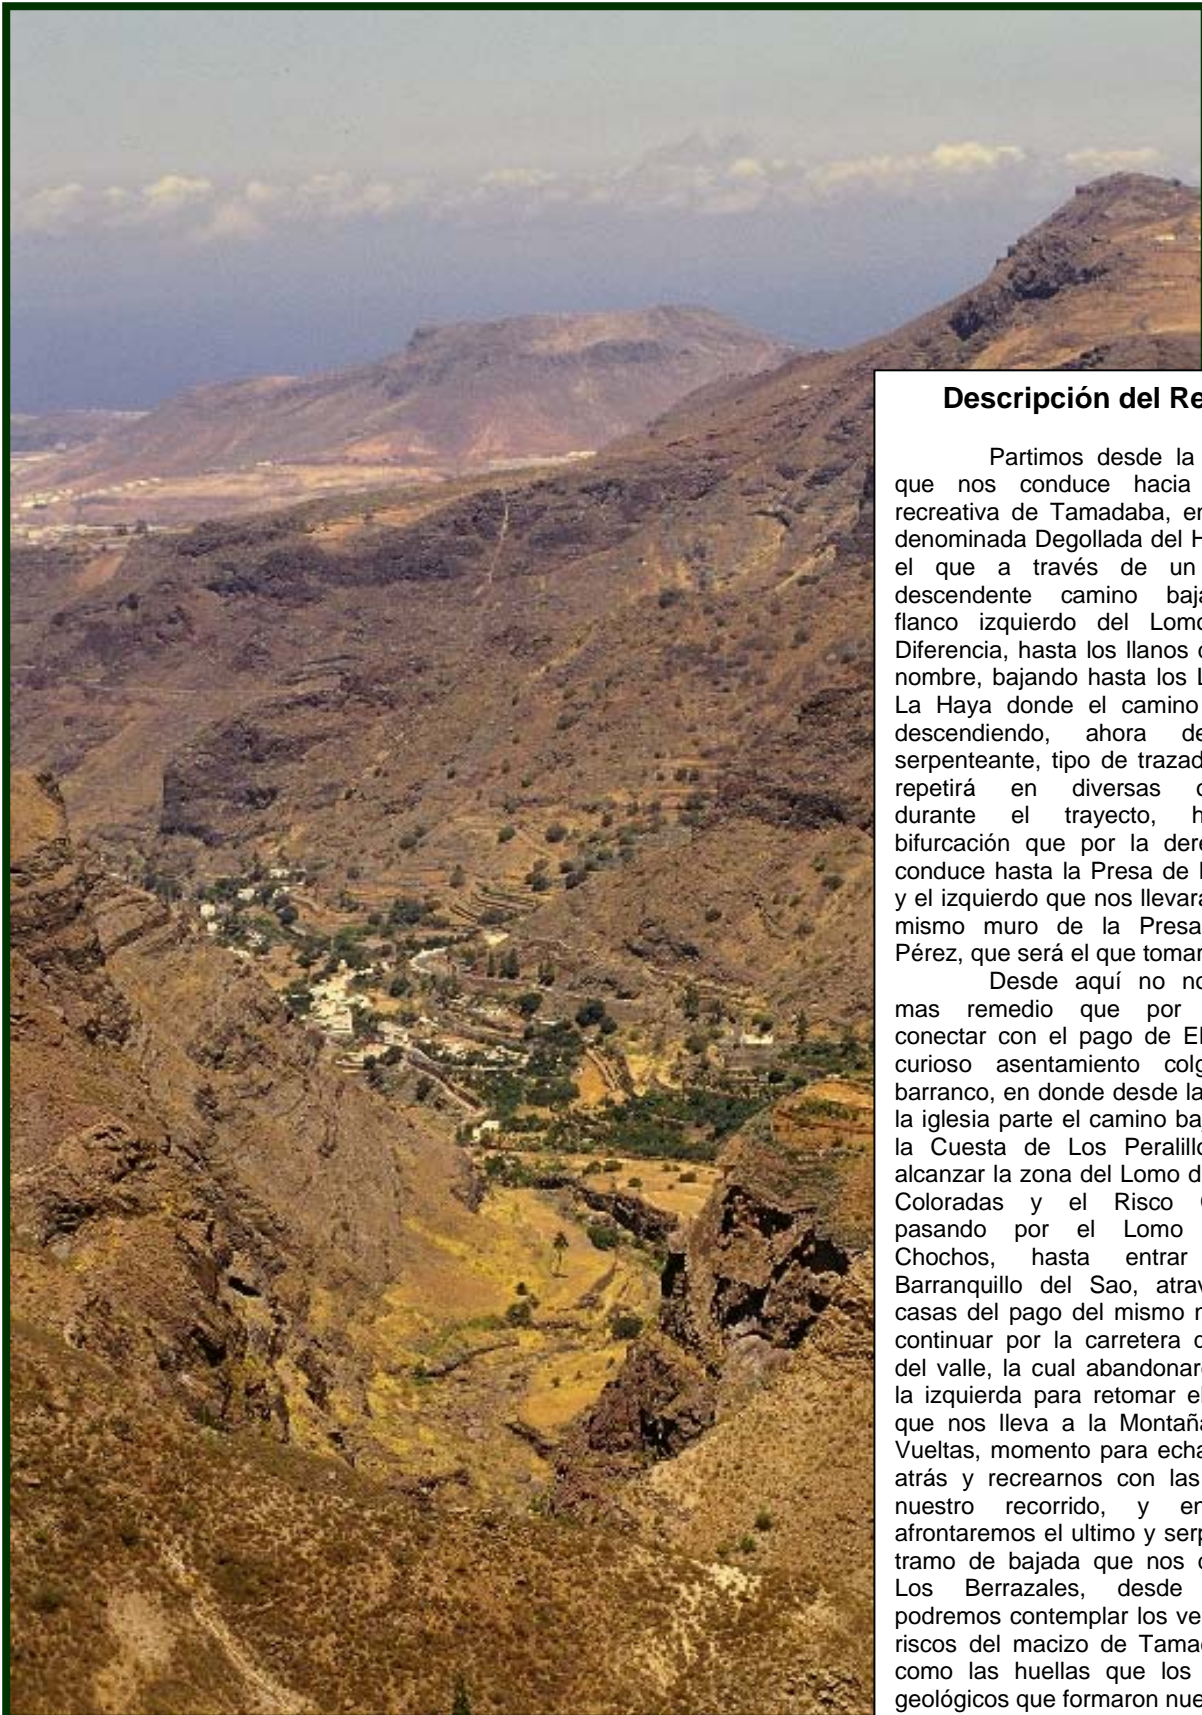 Descripción del Re
Partimos desde la
que nos conduce hacia
recreativa de Tamadaba, en
denominada Degollada del H
el que a través de un
descendente camino baja
flanco izquierdo del Lomo
Diferencia, hasta los llanos
nombre, bajando hasta los L
La Haya donde el camino
descendiendo, ahora de
serpenteante, tipo de trazad
repetirá en diversas
durante el trayecto, h
bifurcación que por la dere
conduce hasta la Presa de
y el izquierdo que nos llevara
mismo muro de la Presa
Pérez, que será el que tomar
Desde aquí no no
mas remedio que por
conectar con el pago de El
curioso asentamiento colg
barranco, en donde desde la
la iglesia parte el camino ba
la Cuesta de Los Peralillo
alcanzar la zona del Lomo d
Coloradas y el Risco
pasando por el Lomo
Chochos, hasta entrar
Barranquillo del Sao, atrav
casas del pago del mismo n
continuar por la carretera
del valle, la cual abandonar
la izquierda para retomar el
que nos lleva a la Montaña
Vueltas, momento para echa
atrás y recrearnos con las
nuestro recorrido, y en
afrontaremos el ultimo y serp
tramo de bajada que nos
Los Berrazales, desde
podremos contemplar los ve
riscos del macizo de Tama
como las huellas que los
geológicos que formaron nue